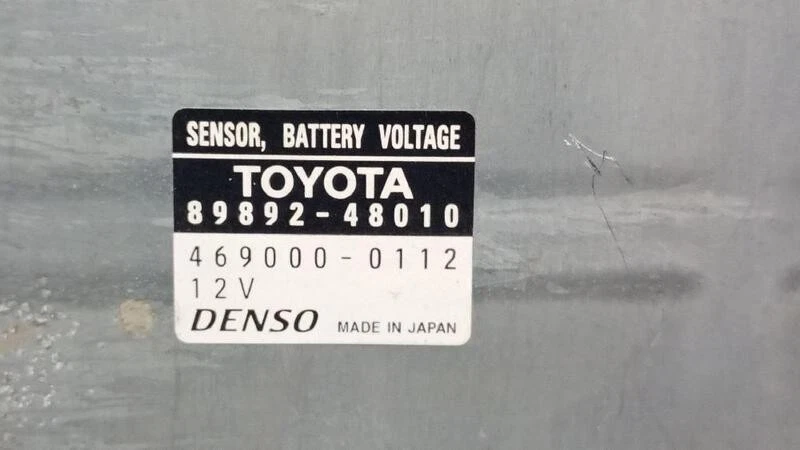 SENSOR, BATTERY VOLTAGE
TOYOTA
89892-48010
469000-0112
12V
DENSO MADE IN JAPAN